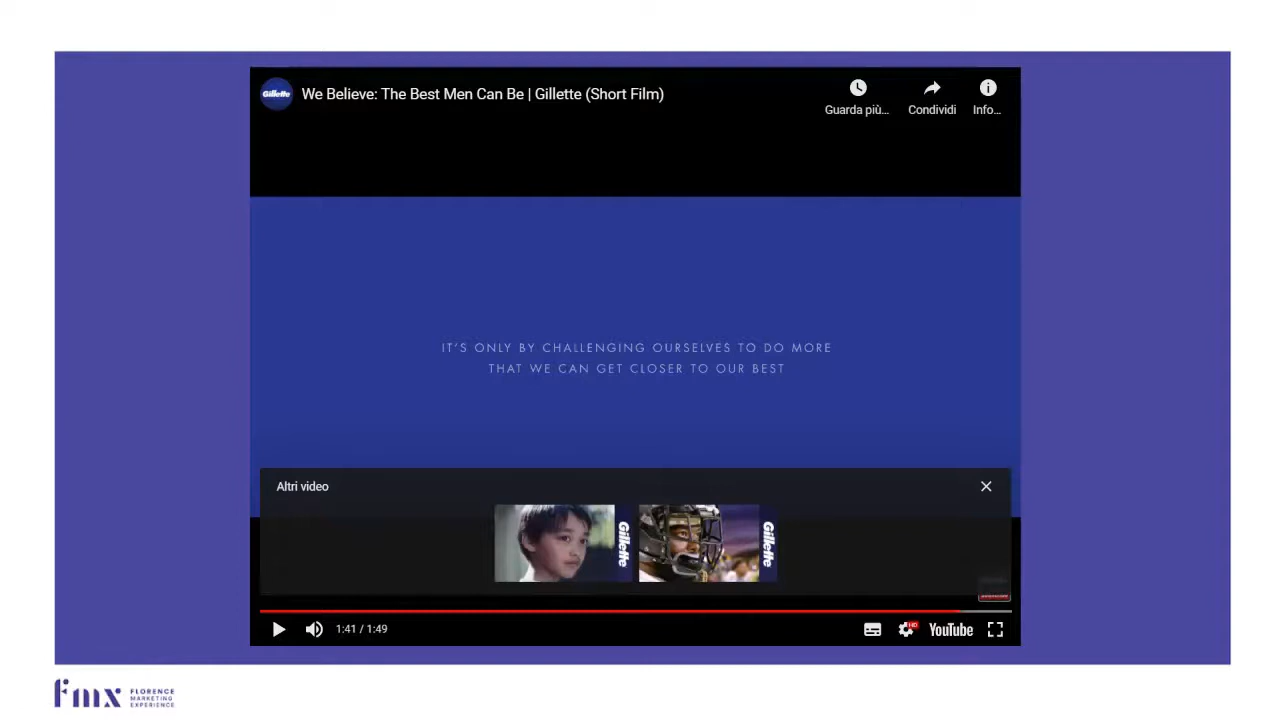 Gillette
We Believe: The Best Men Can Be | Gillette (Short Film)
Guarda più...
Condividi
Info...
IT'S ONLY BY CHALLENGING OURSELVES TO DO MORE
THAT WE CAN GET CLOSER TO OUR BEST
Altri video
Gillette
Gillette
1:41 / 1:49
HD
YouTube
fmx
FLORENCE
MARKETING
EXPERIENCE